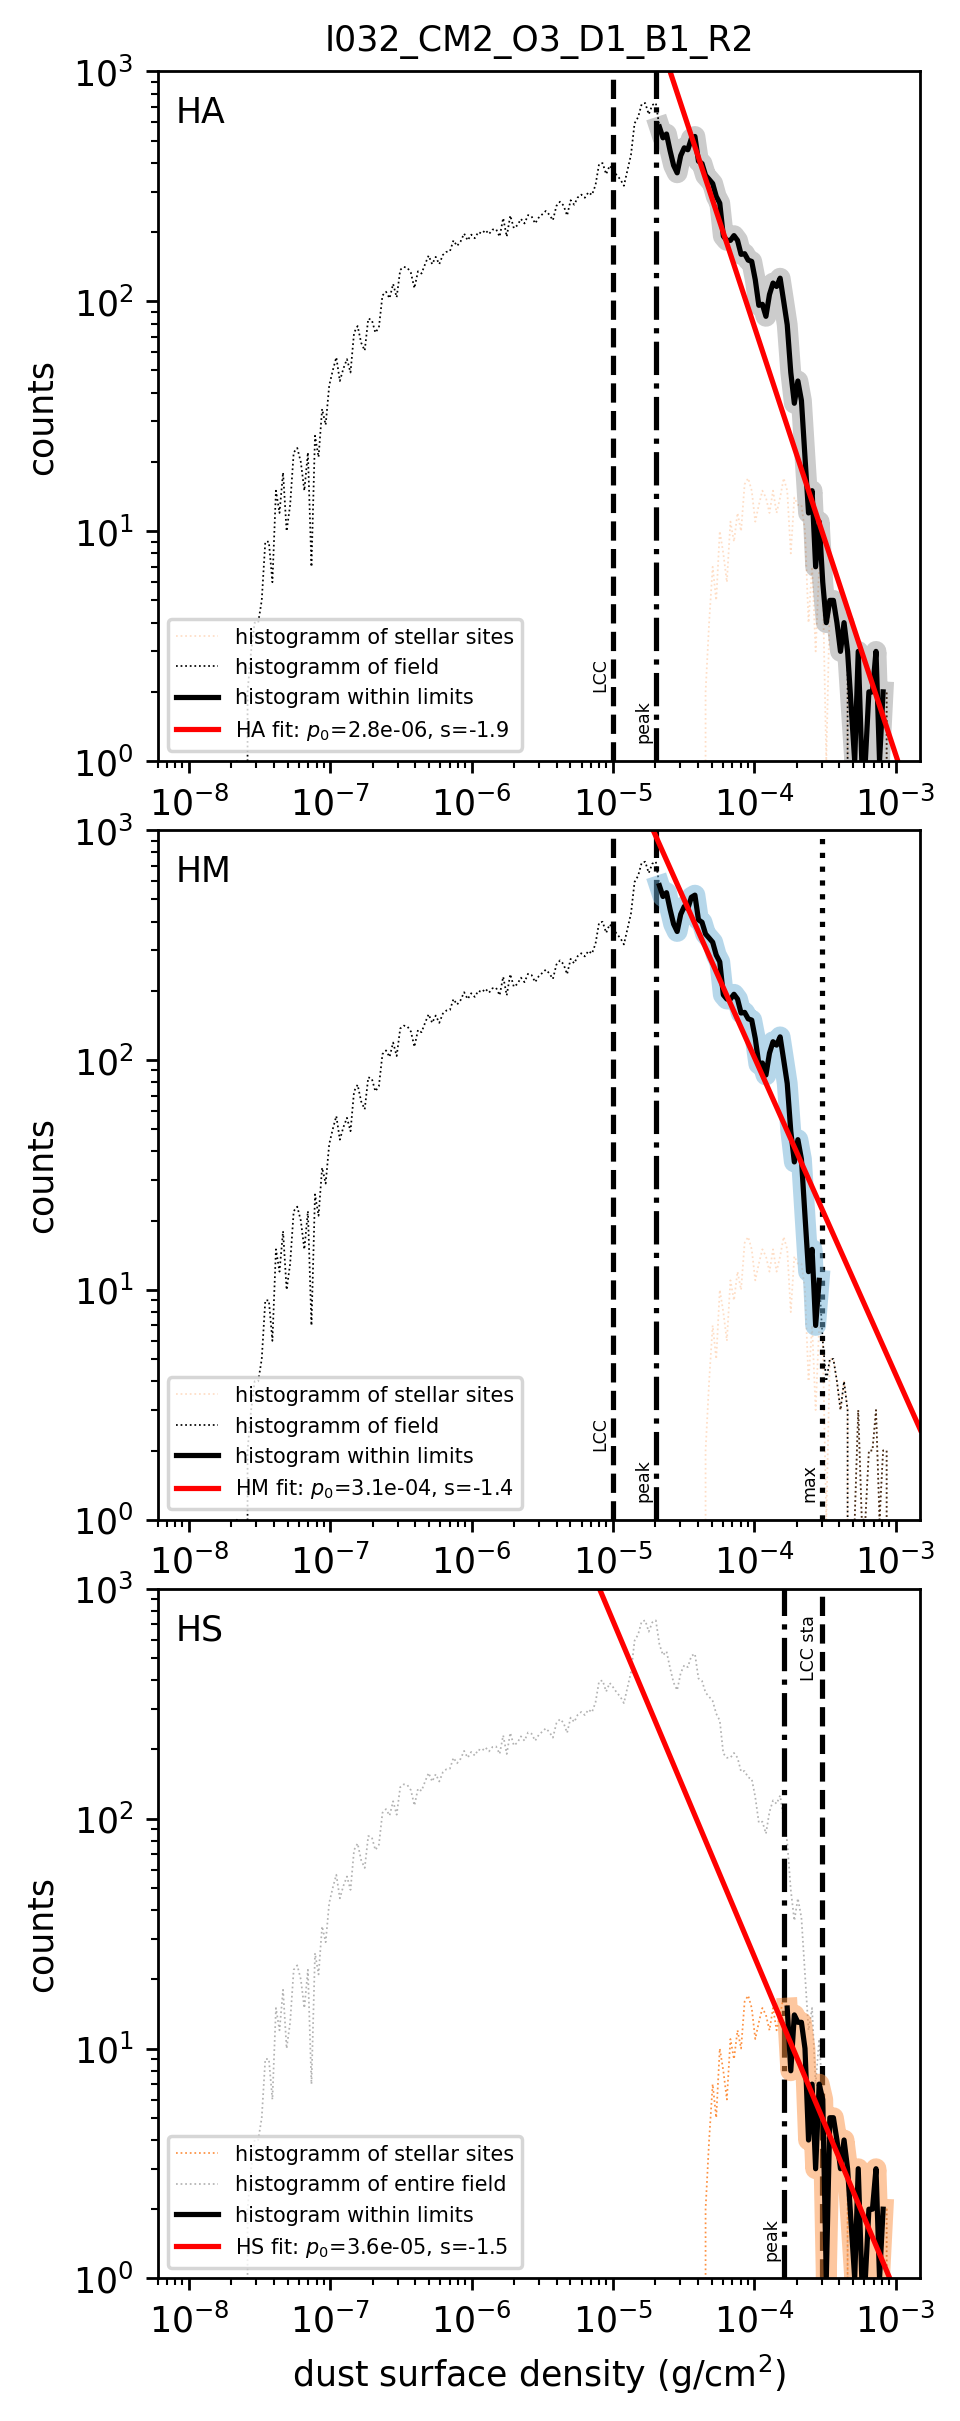 I032_CM2_O3_D1_B1_R2
10³
HA
10²
counts
10¹
histogramm of stellar sites
histogramm of field
histogram within limits
HA fit: p₀=2.8e-06, s=-1.9
LCC
peak
10⁰
10⁻⁸ 10⁻⁷ 10⁻⁶ 10⁻⁵ 10⁻⁴ 10⁻³
10³
HM
10²
counts
10¹
histogramm of stellar sites
histogramm of field
histogram within limits
HM fit: p₀=3.1e-04, s=-1.4
LCC
peak
max
10⁰
10⁻⁸ 10⁻⁷ 10⁻⁶ 10⁻⁵ 10⁻⁴ 10⁻³
10³
HS
LCC sta
10²
counts
10¹
histogramm of stellar sites
histogramm of entire field
histogram within limits
HS fit: p₀=3.6e-05, s=-1.5
peak
10⁰
10⁻⁸ 10⁻⁷ 10⁻⁶ 10⁻⁵ 10⁻⁴ 10⁻³
dust surface density (g/cm²)